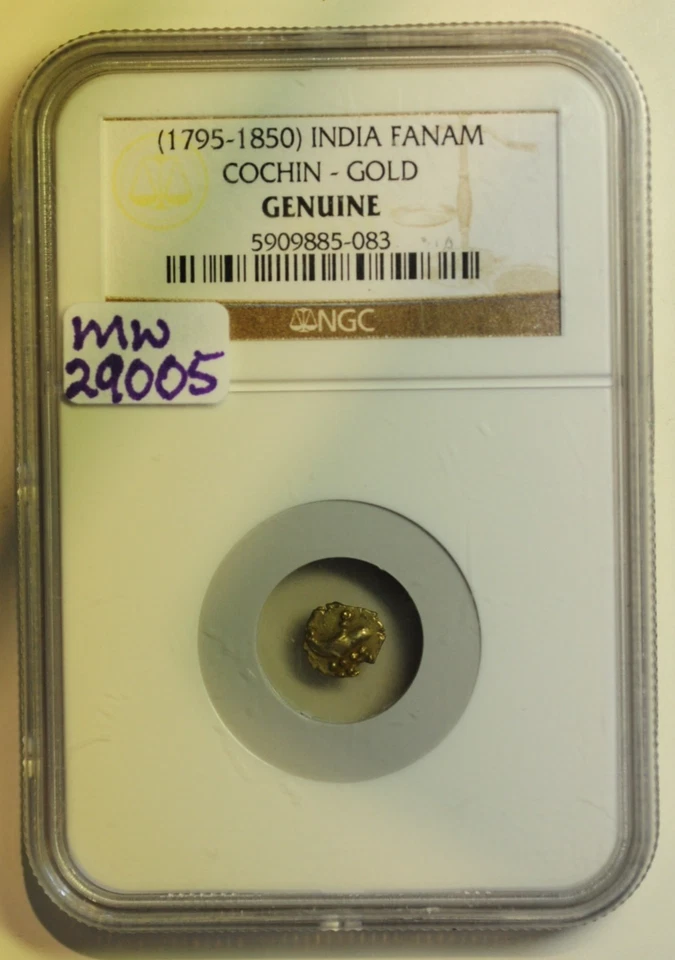 (1795-1850) INDIA FANAM
COCHIN - GOLD
GENUINE
5909885-083
NGC
MW
29005